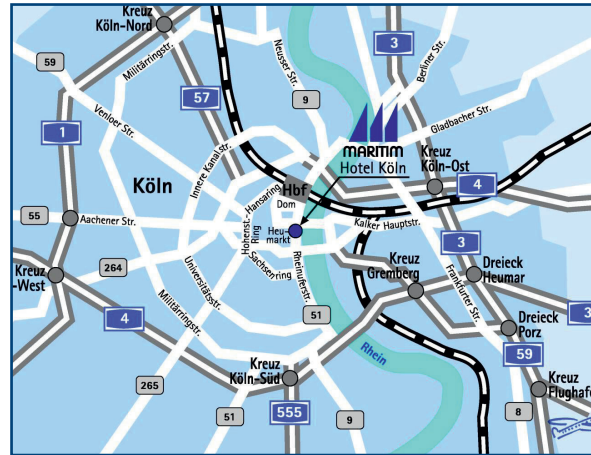 Kreuz
Köln-Nord
59
Militärringstr.
Neusser Str.
3
Berliner Str.
57
9
1
Venloer Str.
Gladbacher Str.
Innere Kanalstr.
MARITIM
Hotel Köln
Kreuz
Köln-Ost
Köln
Hbf
4
Hansaring
Dom
55
Aachener Str.
Hohenst.
Ring
Heu-
markt
Kalker Hauptstr.
3
264
Sachsenring
Rheinuferstr.
Kreuz
-West
Universitätsstr.
Kreuz
Gremberg
Dreieck
Heumar
Militärringstr.
Frankfurter Str.
4
51
3
Dreieck
Porz
Rhein
59
Kreuz
Köln-Süd
265
Kreuz
Flughafe
51
555
9
8